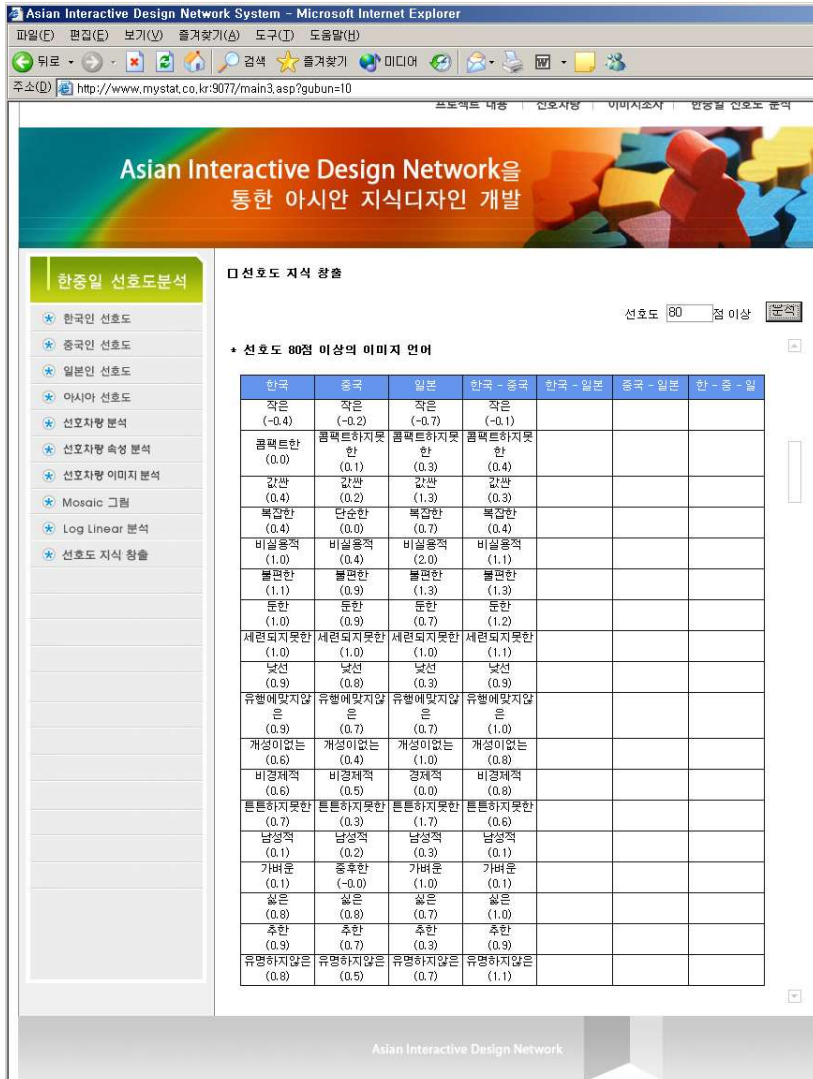 Asian Interactive Design Network System - Microsoft Internet Explorer
파일(F) 편집(E) 보기(V) 즐겨찾기(A) 도구(T) 도움말(H)
뒤로 검색 즐겨찾기 미디어
주소(D) http://www.mystat.co.kr:9077/main3.asp?gubun=10
프로젝트 내용 | 선호차량 | 이미지조사 | 한중일 선호도 분석
Asian Interactive Design Network을
통한 아시안 지식디자인 개발
한중일 선호도분석
한국인 선호도
중국인 선호도
일본인 선호도
아시아 선호도
선호차량 분석
선호차량 속성 분석
선호차량 이미지 분석
Mosaic 그림
Log Linear 분석
선호도 지식 창출
□ 선호도 지식 창출
선호도 80 점 이상 분석
* 선호도 80점 이상의 이미지 언어
한국 중국 일본 한국 - 중국 한국 - 일본 중국 - 일본 한 - 중 - 일
작은 작은 작은 작은
(-0.4) (-0.2) (-0.7) (-0.1)
콤팩트한 콤팩트하지못한 콤팩트하지못한 콤팩트하지못한
(0.0) (0.1) (0.3) (0.4)
값싼 값싼 값싼 값싼
(0.4) (0.2) (1.3) (0.3)
복잡한 단순한 복잡한 복잡한
(0.4) (0.0) (0.7) (0.4)
비실용적 비실용적 비실용적 비실용적
(1.0) (0.4) (2.0) (1.1)
불편한 불편한 불편한 불편한
(1.1) (0.9) (1.3) (1.3)
둔한 둔한 둔한 둔한
(1.0) (0.9) (0.7) (1.2)
세련되지못한 세련되지못한 세련되지못한 세련되지못한
(1.0) (1.0) (1.0) (1.1)
낯선 낯선 낯선 낯선
(0.9) (0.8) (0.3) (0.9)
유행에맞지않은 유행에맞지않은 유행에맞지않은 유행에맞지않은
(0.9) (0.7) (0.7) (1.0)
개성이없는 개성이없는 개성이없는 개성이없는
(0.6) (0.4) (1.0) (0.8)
비경제적 비경제적 경제적 비경제적
(0.6) (0.5) (0.0) (0.8)
튼튼하지못한 튼튼하지못한 튼튼하지못한 튼튼하지못한
(0.7) (0.3) (1.7) (0.6)
남성적 남성적 남성적 남성적
(0.1) (0.2) (0.3) (0.1)
가벼운 중후한 가벼운 가벼운
(0.1) (-0.0) (1.0) (0.1)
싫은 싫은 싫은 싫은
(0.8) (0.8) (0.7) (1.0)
추한 추한 추한 추한
(0.9) (0.7) (0.3) (0.9)
유명하지않은 유명하지않은 유명하지않은 유명하지않은
(0.8) (0.5) (0.7) (1.1)
Asian Interactive Design Network